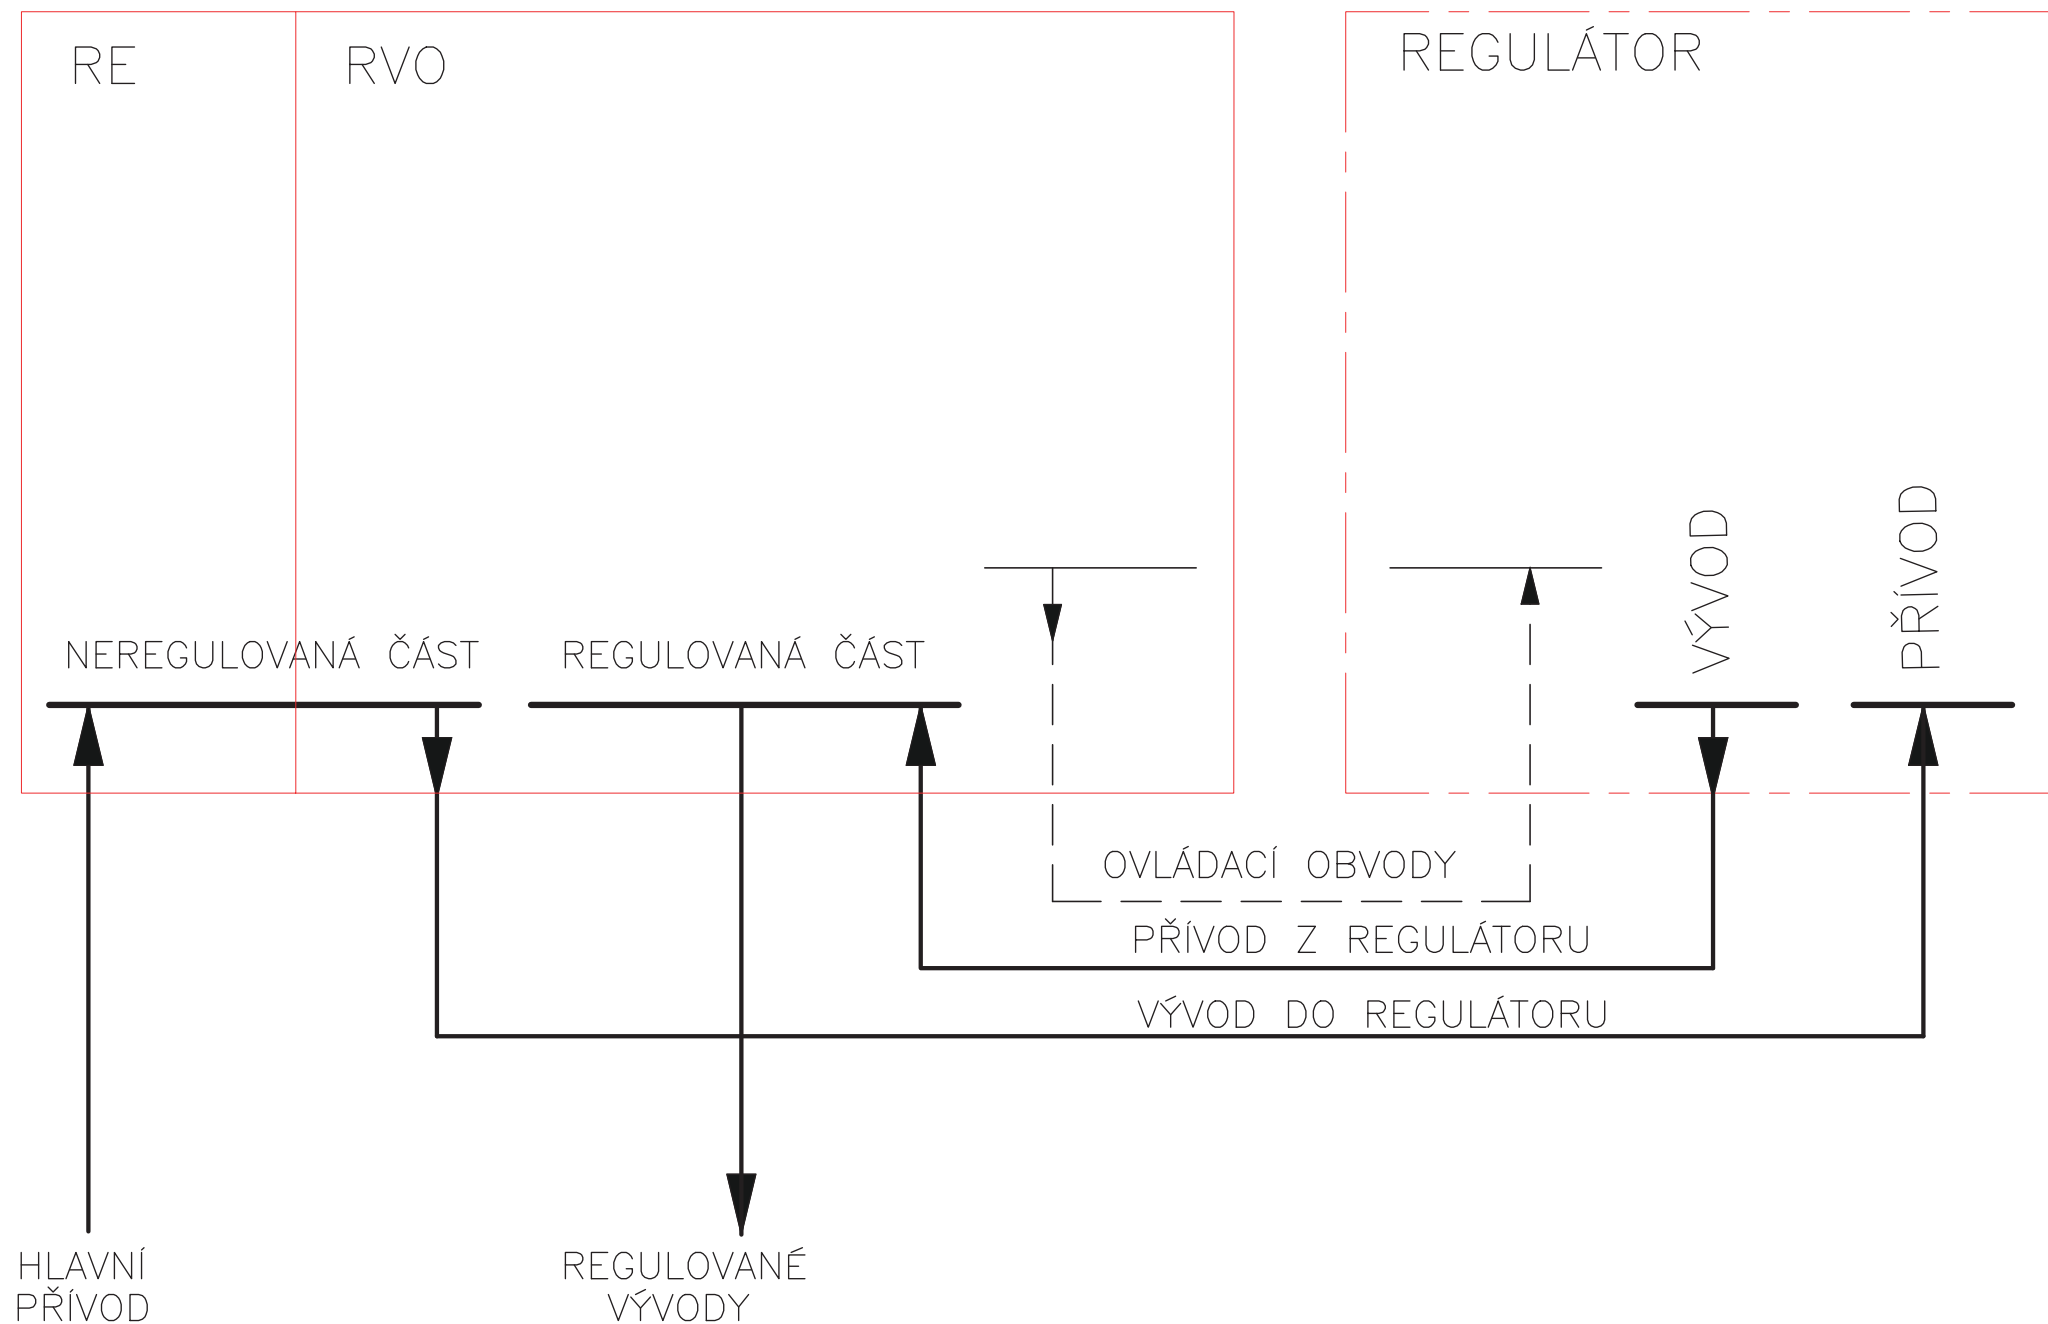 RE
RVO
REGULÁTOR
VÝVOD
PŘÍVOD
NEREGULOVANÁ ČÁST
REGULOVANÁ ČÁST
OVLÁDACÍ OBVODY
PŘÍVOD Z REGULÁTORU
VÝVOD DO REGULÁTORU
HLAVNÍ
PŘÍVOD
REGULOVANÉ
VÝVODY